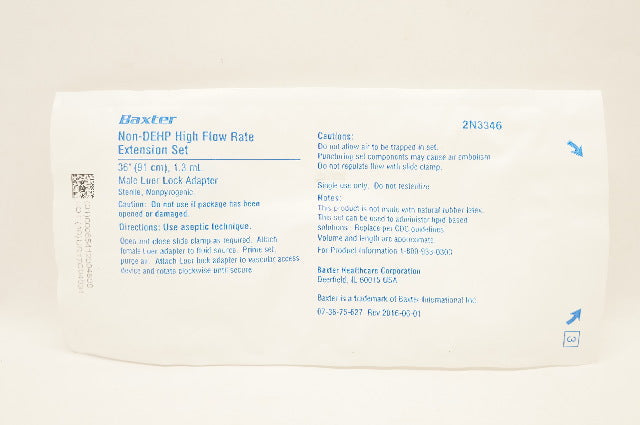 Baxter
Non-DEHP High Flow Rate
Extension Set
36" (91 cm), 1.3 mL
Male Luer Lock Adapter
Sterile, Nonpyrogenic.
Caution: Do not use if package has been
opened or damaged.
Directions: Use aseptic technique.
Open and close slide clamp as required. Attach
female Luer adapter to fluid source. Prime set,
purge air. Attach Luer lock adapter to vascular access
device and rotate clockwise until secure.
2N3346
Cautions:
Do not allow air to be trapped in set.
Puncturing set components may cause air embolism.
Do not regulate flow with slide clamp.
Single use only. Do not resterilize.
Notes:
This product is not made with natural rubber latex.
This set can be used to administer lipid based
solutions. Replace per CDC guidelines.
Volume and length are approximate.
For Product Information 1-800-933-0303
Baxter Healthcare Corporation
Deerfield, IL 60015 USA
Baxter is a trademark of Baxter International Inc.
07-36-75-627 Rev 2016-06-01
3